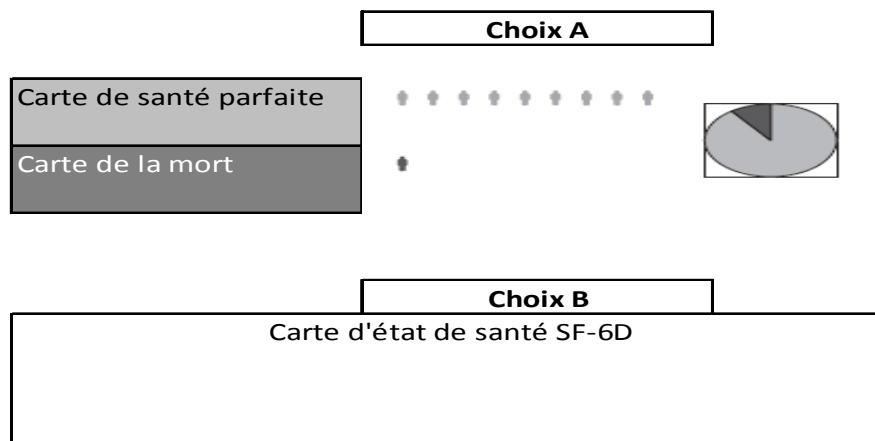 Choix A
Carte de santé parfaite
Carte de la mort
Choix B
Carte d'état de santé SF-6D